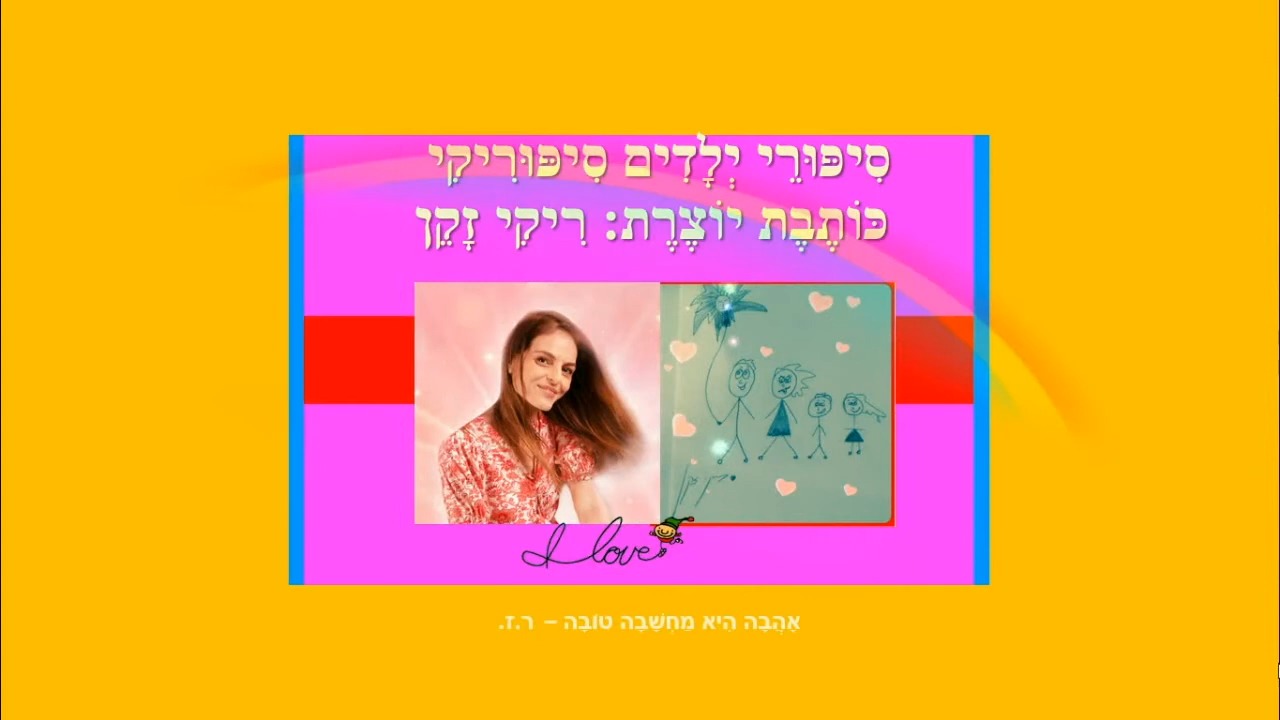 סִיפּוּרֵי יְלָדִים סִיפּוּרִיקִי
כּוֹתֶבֶת יוֹצֶרֶת: רִיקִי זָקֵן
I love
אַהֲבָה הִיא מַחְשָׁבָה טוֹבָה – ר.ז.